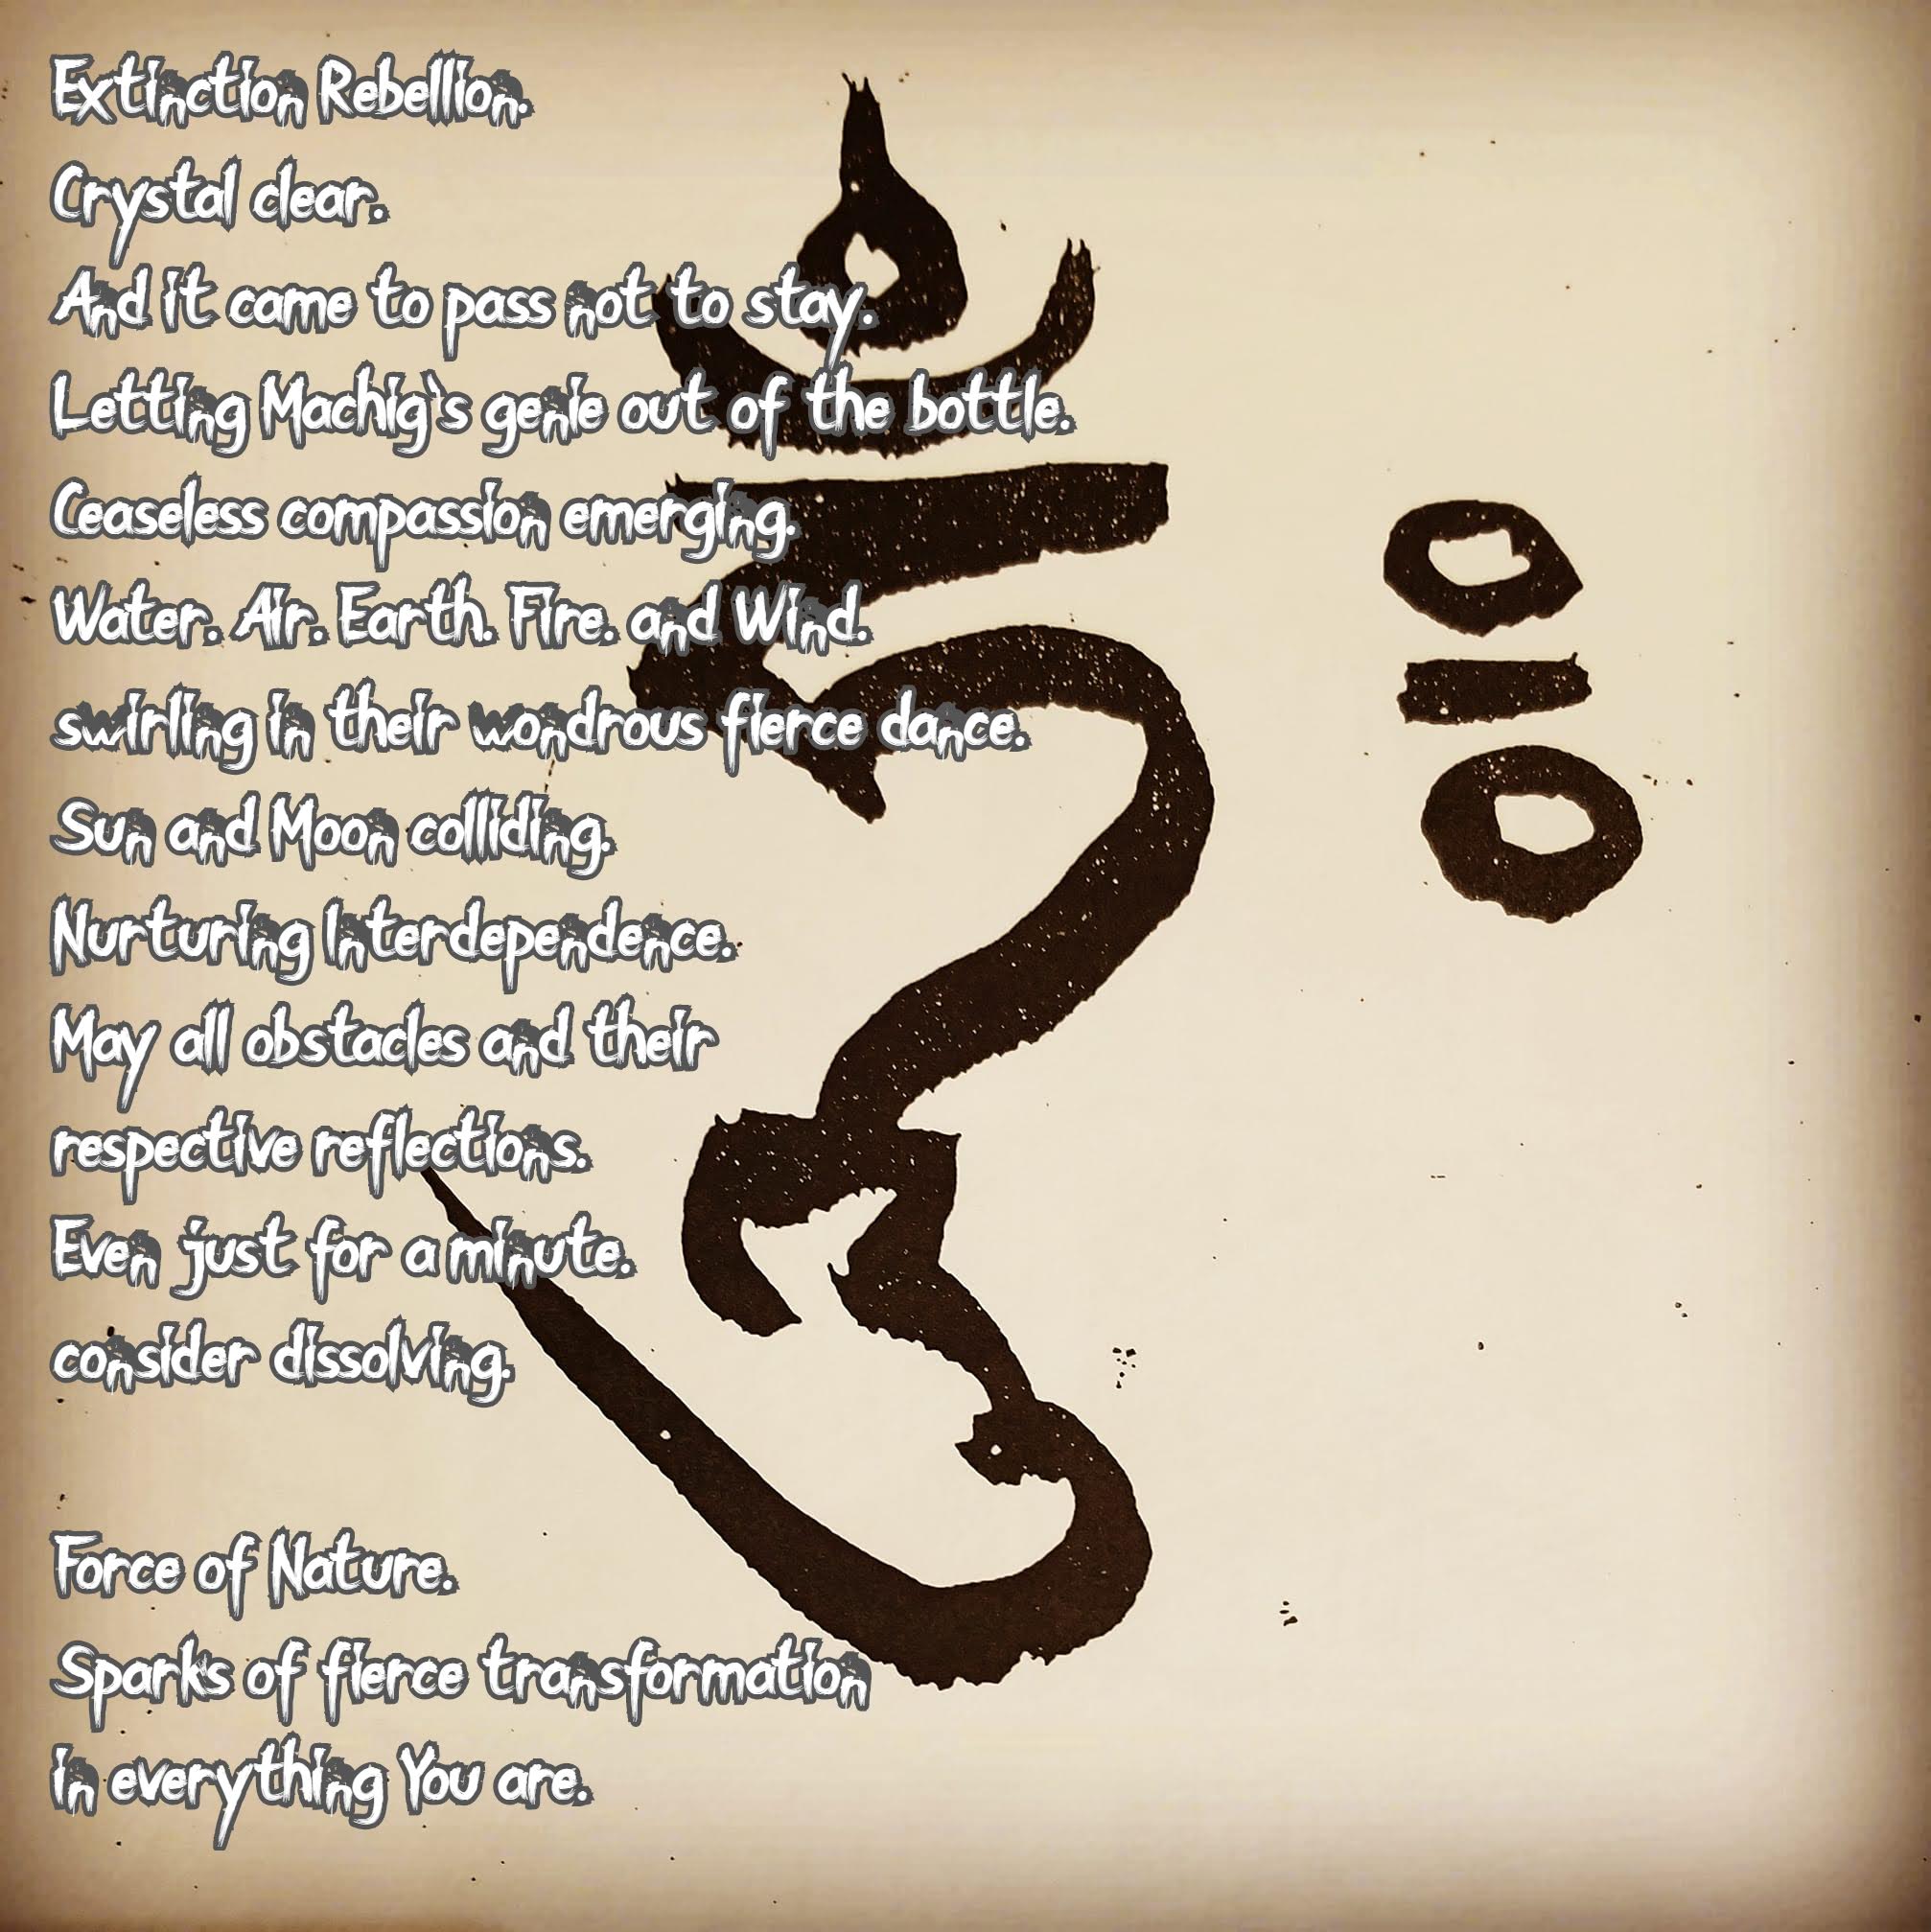 Extinction Rebellion.
Crystal clear.
And it came to pass not to stay.
Letting Machig`s genie out of the bottle.
Ceaseless compassion emerging.
Water. Air. Earth. Fire. and Wind.
swirling in their wondrous fierce dance.
Sun and Moon colliding.
Nurturing Interdependence.
May all obstacles and their
respective reflections.
Even just for a minute.
consider dissolving.
Force of Nature.
Sparks of fierce transformation
in everything You are.